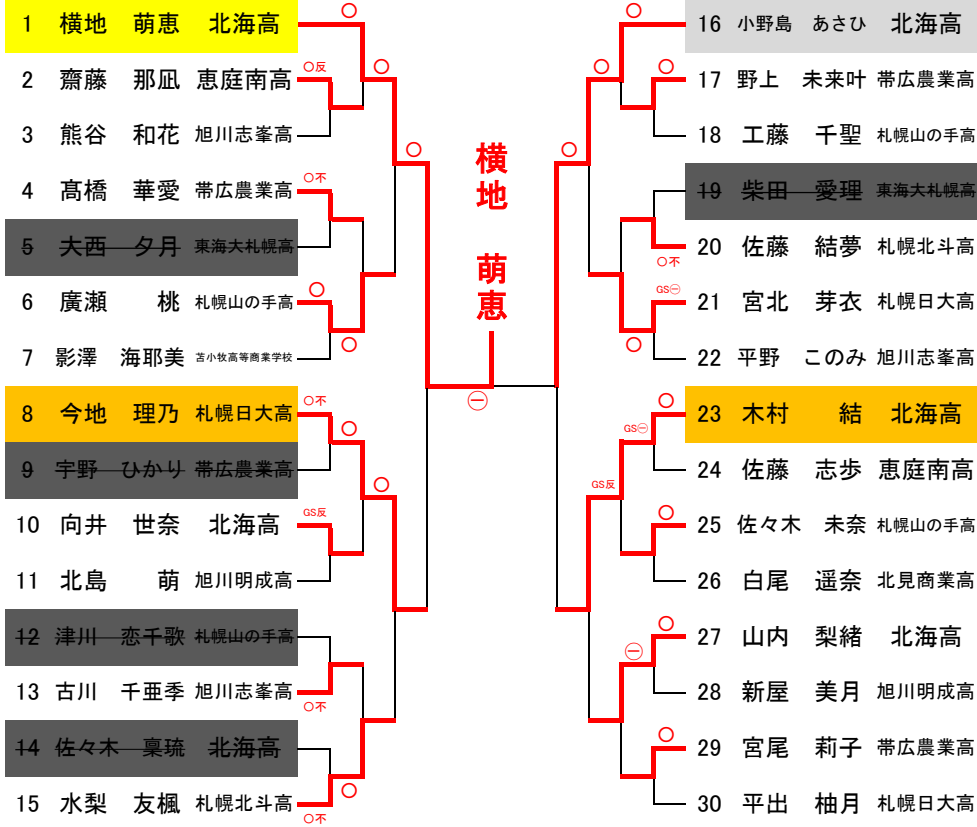 1 横地 萌恵 北海高
○
2 齋藤 那凪 恵庭南高
○反
○
3 熊谷 和花 旭川志峯高
○
4 髙橋 華愛 帯広農業高
○不
5 大西 夕月 東海大札幌高
6 廣瀬 桃 札幌山の手高
○
7 影澤 海耶美 苫小牧高等商業学校
○
8 今地 理乃 札幌日大高
○不
○
9 宇野 ひかり 帯広農業高
○
10 向井 世奈 北海高
GS反
11 北島 萌 旭川明成高
12 津川 恋千歌 札幌山の手高
13 古川 千亜季 旭川志峯高
○不
14 佐々木 稟琉 北海高
○
15 水梨 友楓 札幌北斗高
○不
横地 萌恵
㊀
16 小野島 あさひ 北海高
○
17 野上 未来叶 帯広農業高
○
○
18 工藤 千聖 札幌山の手高
○
19 柴田 愛理 東海大札幌高
20 佐藤 結夢 札幌北斗高
○不
21 宮北 芽衣 札幌日大高
GS㊀
22 平野 このみ 旭川志峯高
○
23 木村 結 北海高
○
GS㊀
24 佐藤 志歩 恵庭南高
GS反
25 佐々木 未奈 札幌山の手高
○
26 白尾 遥奈 北見商業高
27 山内 梨緒 北海高
○
㊀
28 新屋 美月 旭川明成高
29 宮尾 莉子 帯広農業高
○
30 平出 柚月 札幌日大高